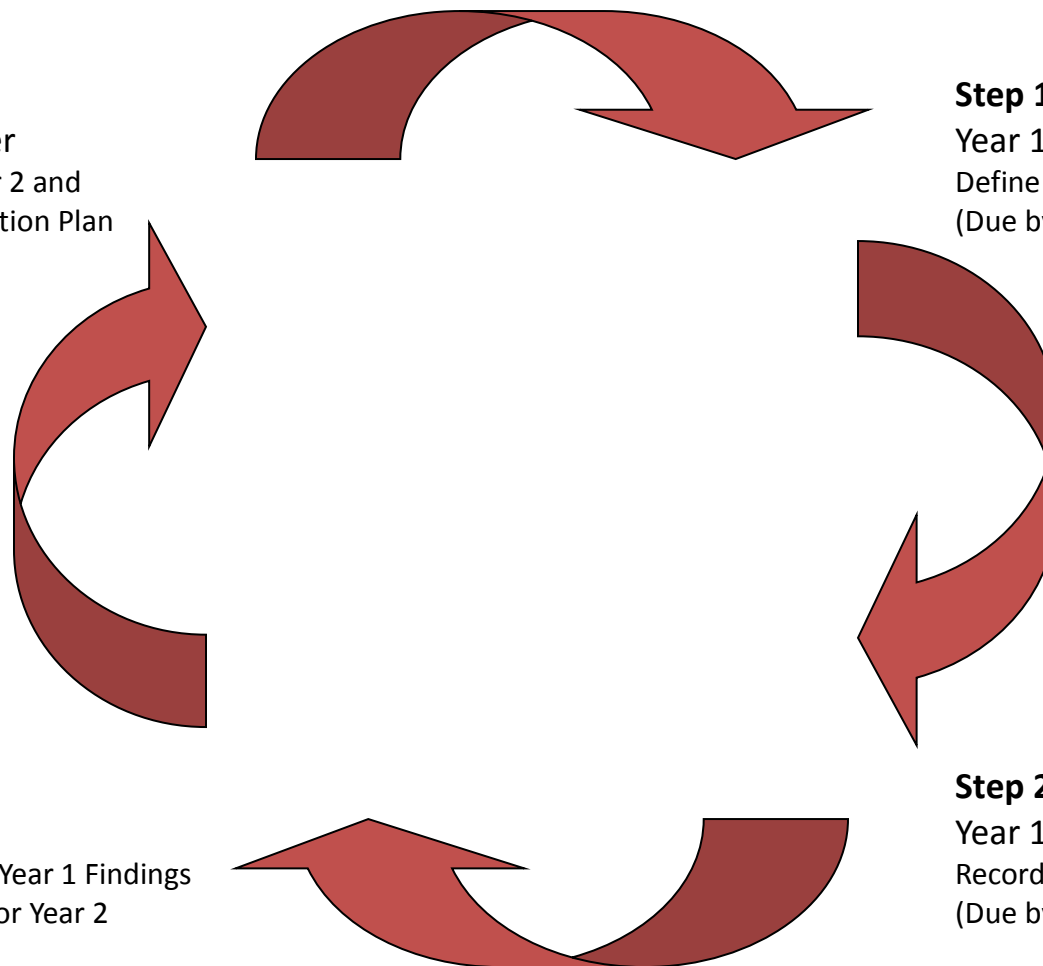 Step 1
Year 1
Define
(Due by
Step 2
Year 1
Record
(Due by
Year 1 Findings
or Year 2
er
r 2 and
tion Plan